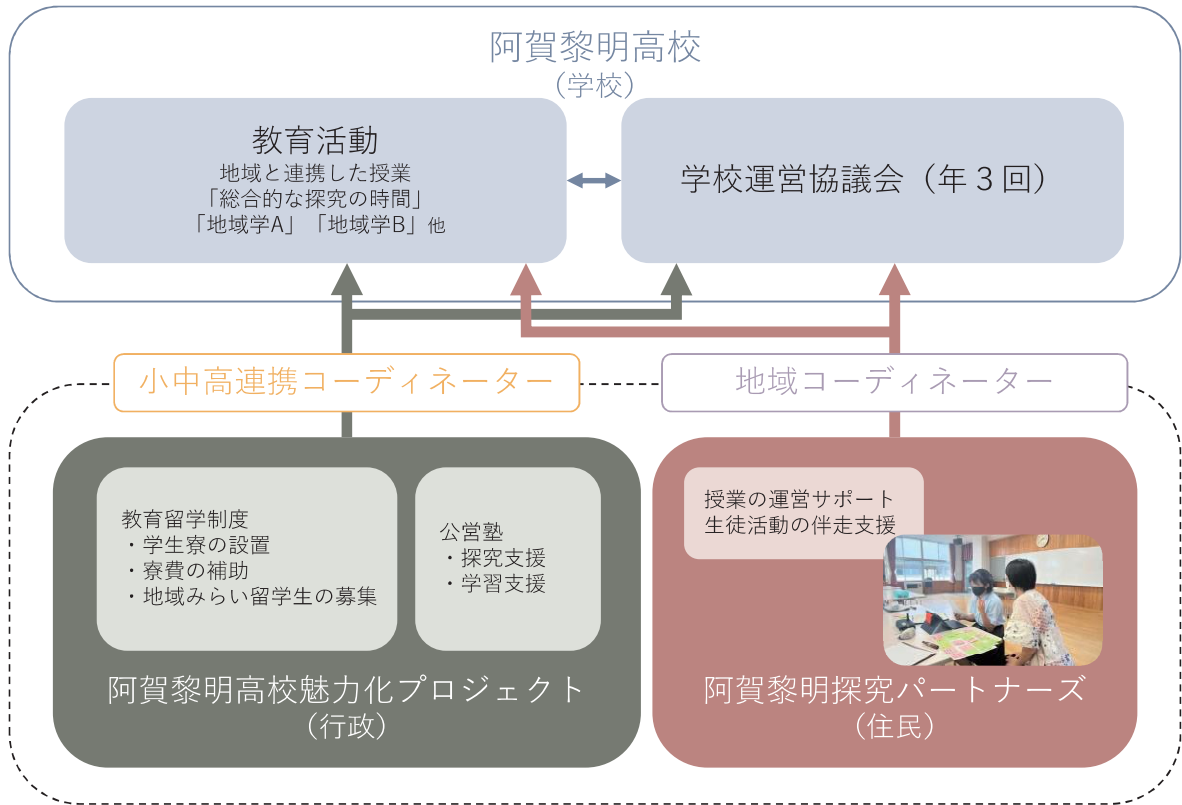 阿賀黎明高校
（学校）
教育活動
地域と連携した授業
「総合的な探究の時間」
「地域学A」「地域学B」他
学校運営協議会（年３回）
小中高連携コーディネーター
地域コーディネーター
教育留学制度
・学生寮の設置
・寮費の補助
・地域みらい留学生の募集
公営塾
・探究支援
・学習支援
阿賀黎明高校魅力化プロジェクト
（行政）
授業の運営サポート
生徒活動の伴走支援
阿賀黎明探究パートナーズ
（住民）